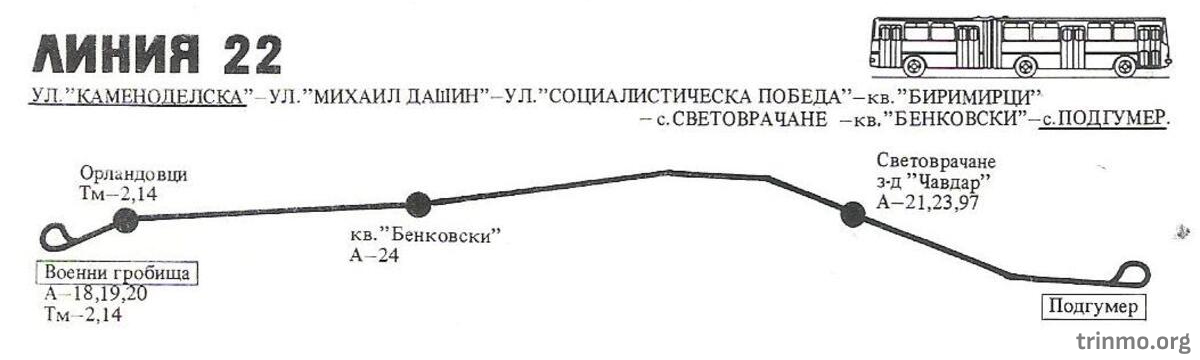 ЛИНИЯ 22
УЛ."КАМЕНОДЕЛСКА"–УЛ."МИХАИЛ ДАШИН"–УЛ."СОЦИАЛИСТИЧЕСКА ПОБЕДА"–кв."БИРИМИРЦИ"
– с.СВЕТОВРАЧАНЕ –кв."БЕНКОВСКИ"–с.ПОДГУМЕР.
Орландовци
Тм–2,14
Световрачане
з-д "Чавдар"
А–21,23,97
кв."Бенковски"
А–24
Военни гробища
А–18,19,20
Тм–2,14
Подгумер
trinmo.org